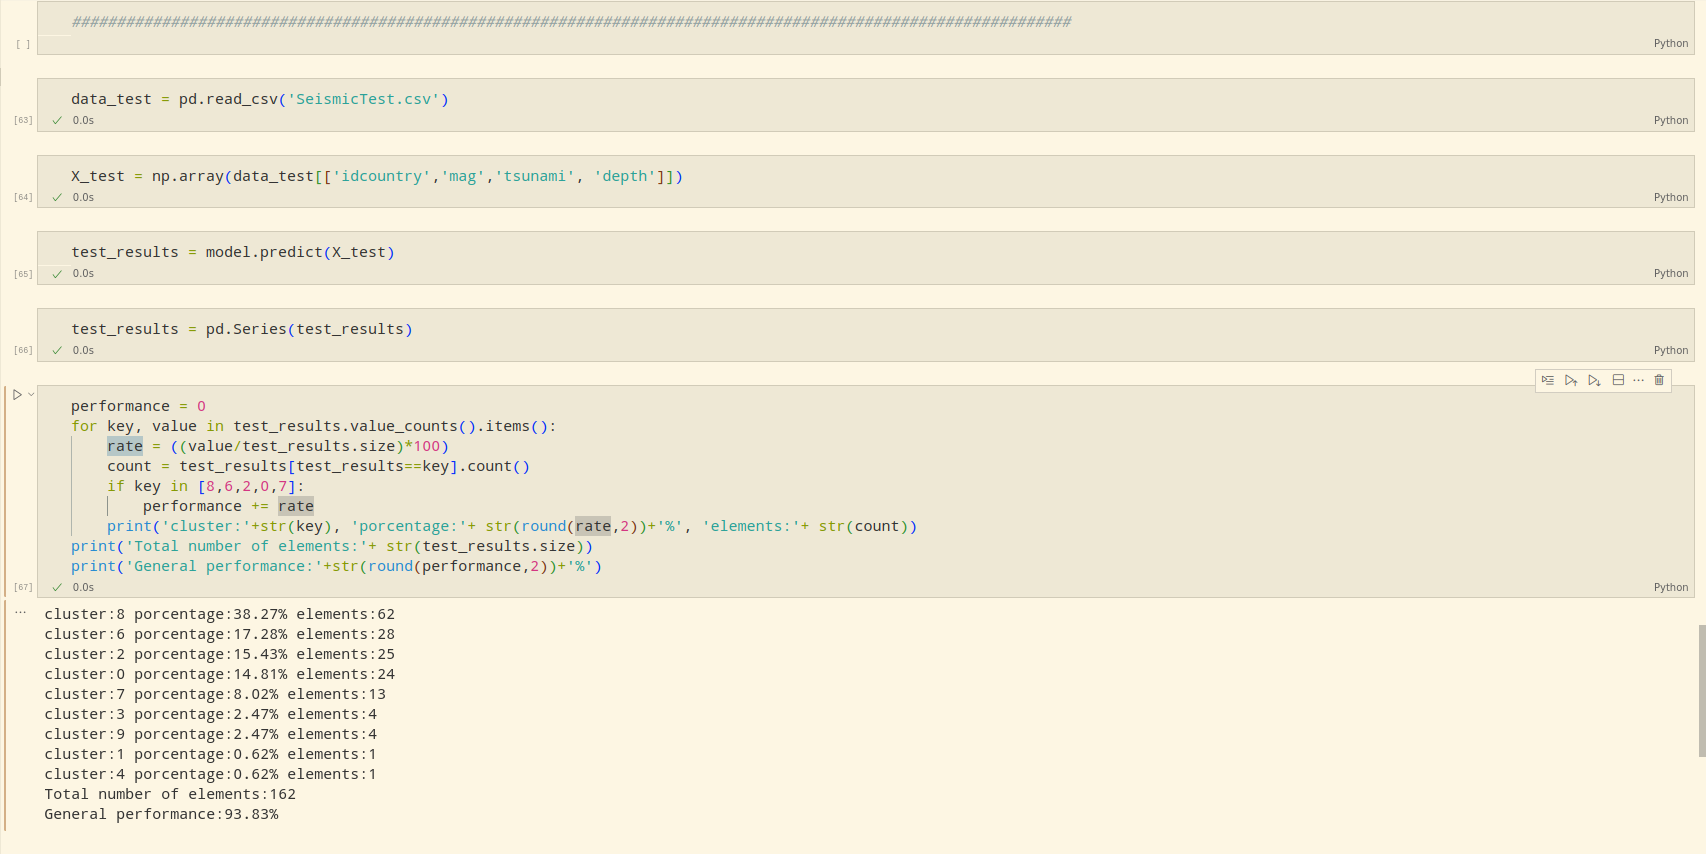 ###############################################################################################################
[ ]
Python
data_test = pd.read_csv('SeismicTest.csv')
[63] 0.0s Python
X_test = np.array(data_test[['idcountry','mag','tsunami', 'depth']])
[64] 0.0s Python
test_results = model.predict(X_test)
[65] 0.0s Python
test_results = pd.Series(test_results)
[66] 0.0s Python
performance = 0
for key, value in test_results.value_counts().items():
    rate = ((value/test_results.size)*100)
    count = test_results[test_results==key].count()
    if key in [8,6,2,0,7]:
        performance += rate
    print('cluster:'+str(key), 'porcentage:'+ str(round(rate,2))+'%', 'elements:'+ str(count))
print('Total number of elements:'+ str(test_results.size))
print('General performance:'+str(round(performance,2))+'%')
[67] 0.0s Python
cluster:8 porcentage:38.27% elements:62
cluster:6 porcentage:17.28% elements:28
cluster:2 porcentage:15.43% elements:25
cluster:0 porcentage:14.81% elements:24
cluster:7 porcentage:8.02% elements:13
cluster:3 porcentage:2.47% elements:4
cluster:9 porcentage:2.47% elements:4
cluster:1 porcentage:0.62% elements:1
cluster:4 porcentage:0.62% elements:1
Total number of elements:162
General performance:93.83%